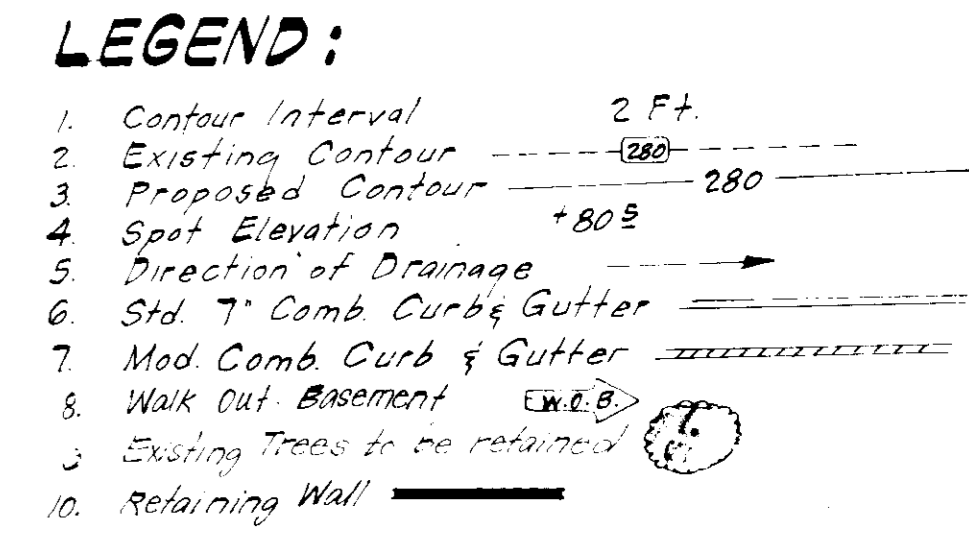 LEGEND:
1. Contour Interval 2 Ft.
2. Existing Contour 280
3. Proposed Contour 280
4. Spot Elevation +80 5
5. Direction of Drainage
6. Std. 7" Comb. Curb & Gutter
7. Mod. Comb. Curb & Gutter
8. Walk Out Basement W.O.B.
Existing Trees to be retained
10. Retaining Wall